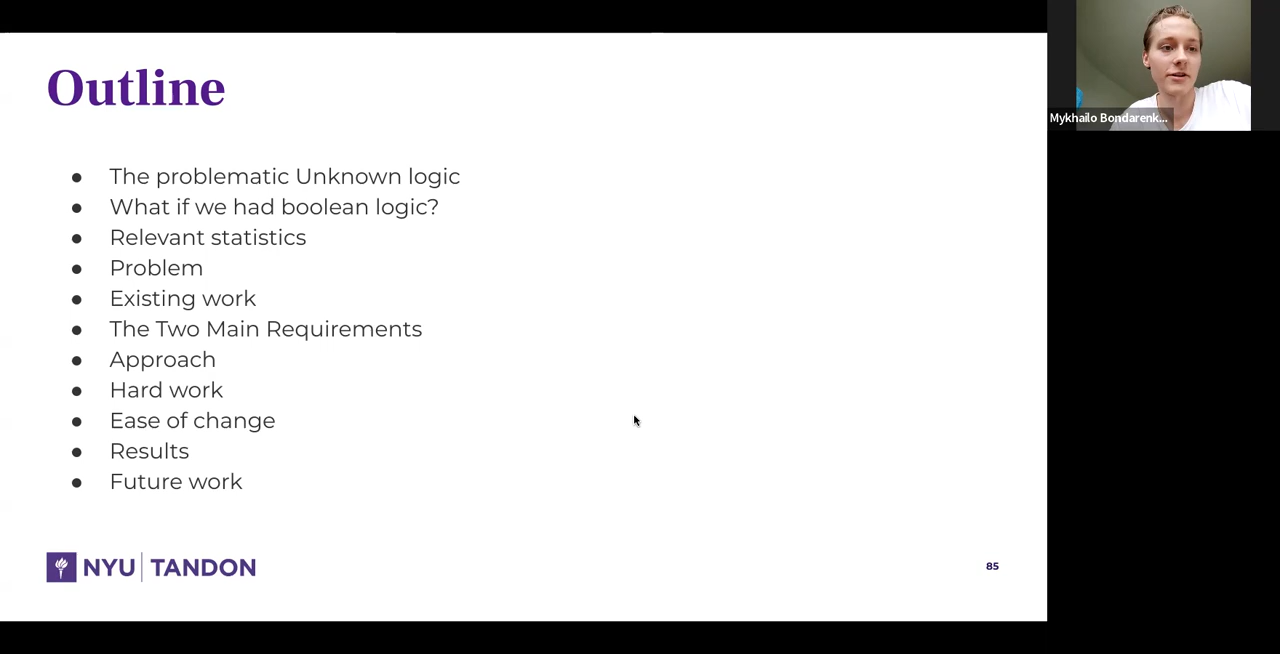 Outline
● The problematic Unknown logic
● What if we had boolean logic?
● Relevant statistics
● Problem
● Existing work
● The Two Main Requirements
● Approach
● Hard work
● Ease of change
● Results
● Future work
NYU | TANDON
85
Mykhailo Bondarenk...